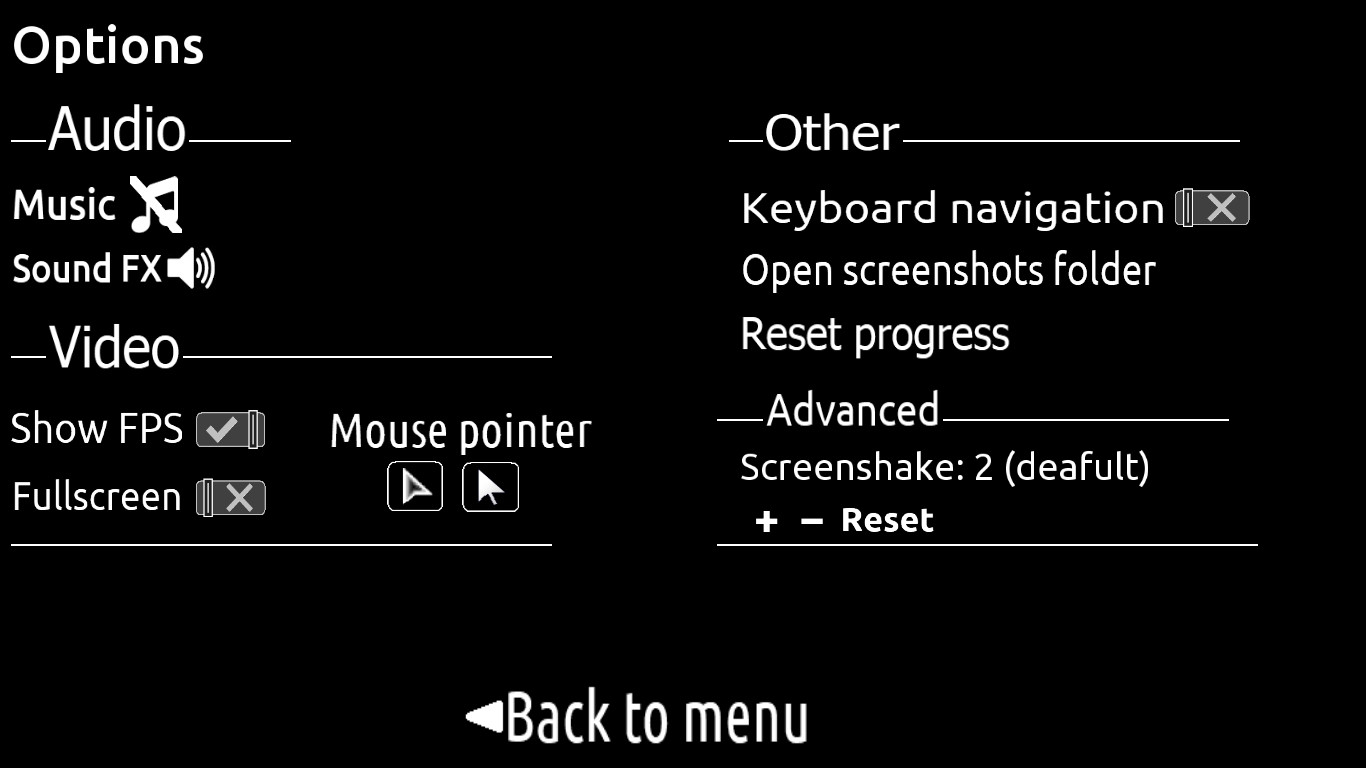 Options
Audio
Music
Sound FX
Video
Show FPS
Fullscreen
Mouse pointer
Other
Keyboard navigation
Open screenshots folder
Reset progress
Advanced
Screenshake: 2 (deafult)
+ − Reset
Back to menu